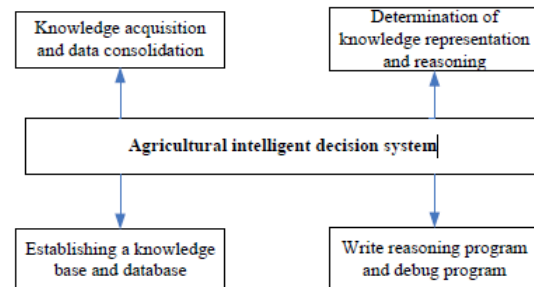 Knowledge acquisition
and data consolidation
Determination of
knowledge representation
and reasoning
Agricultural intelligent decision system
Establishing a knowledge
base and database
Write reasoning program
and debug program